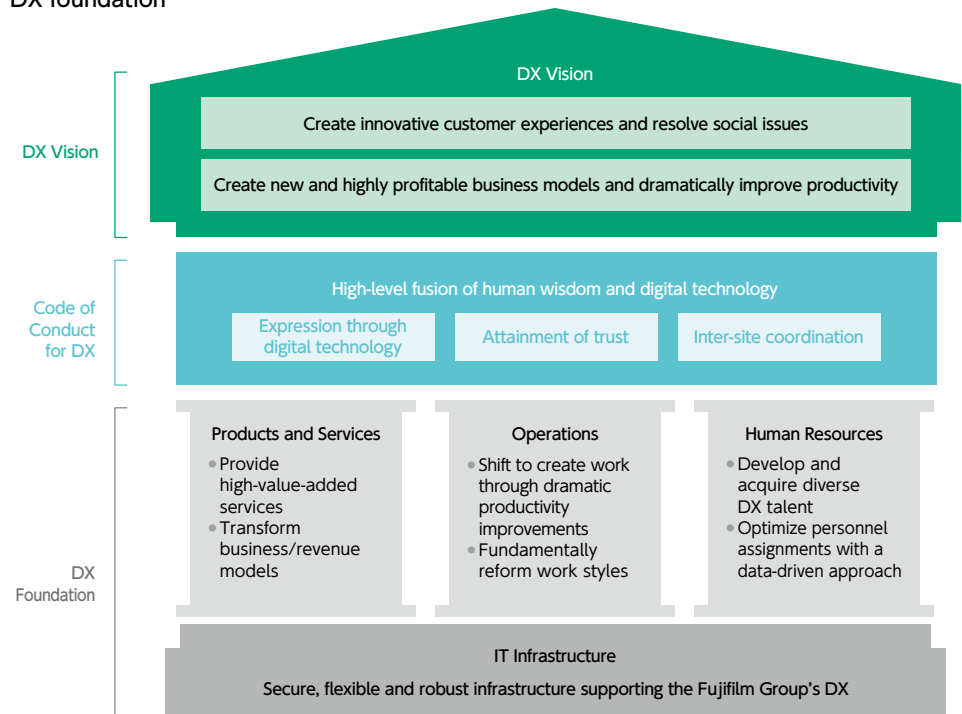 DX foundation
DX Vision
DX Vision
Create innovative customer experiences and resolve social issues
Create new and highly profitable business models and dramatically improve productivity
Code of
Conduct
for DX
High-level fusion of human wisdom and digital technology
Expression through
digital technology
Attainment of trust
Inter-site coordination
DX
Foundation
Products and Services
• Provide
high-value-added
services
• Transform
business/revenue
models
Operations
• Shift to create work
through dramatic
productivity
improvements
• Fundamentally
reform work styles
Human Resources
• Develop and
acquire diverse
DX talent
• Optimize personnel
assignments with a
data-driven approach
IT Infrastructure
Secure, flexible and robust infrastructure supporting the Fujifilm Group's DX